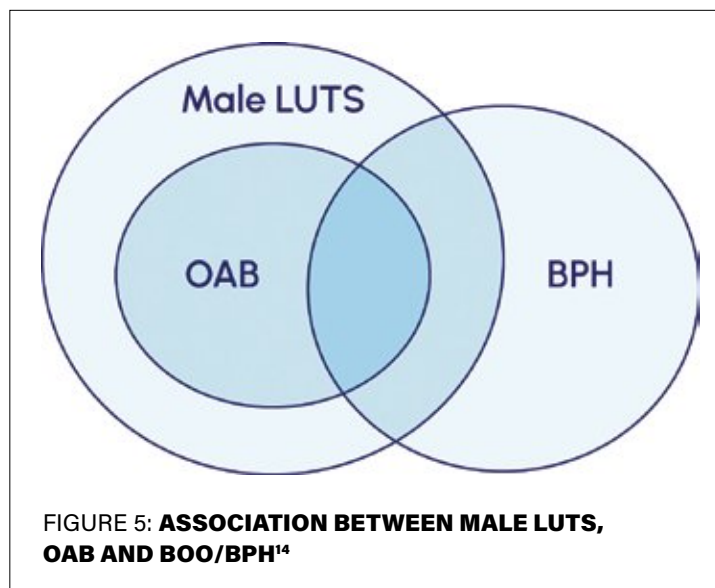 Male LUTS
OAB
BPH
FIGURE 5: ASSOCIATION BETWEEN MALE LUTS,
OAB AND BOO/BPH¹⁴